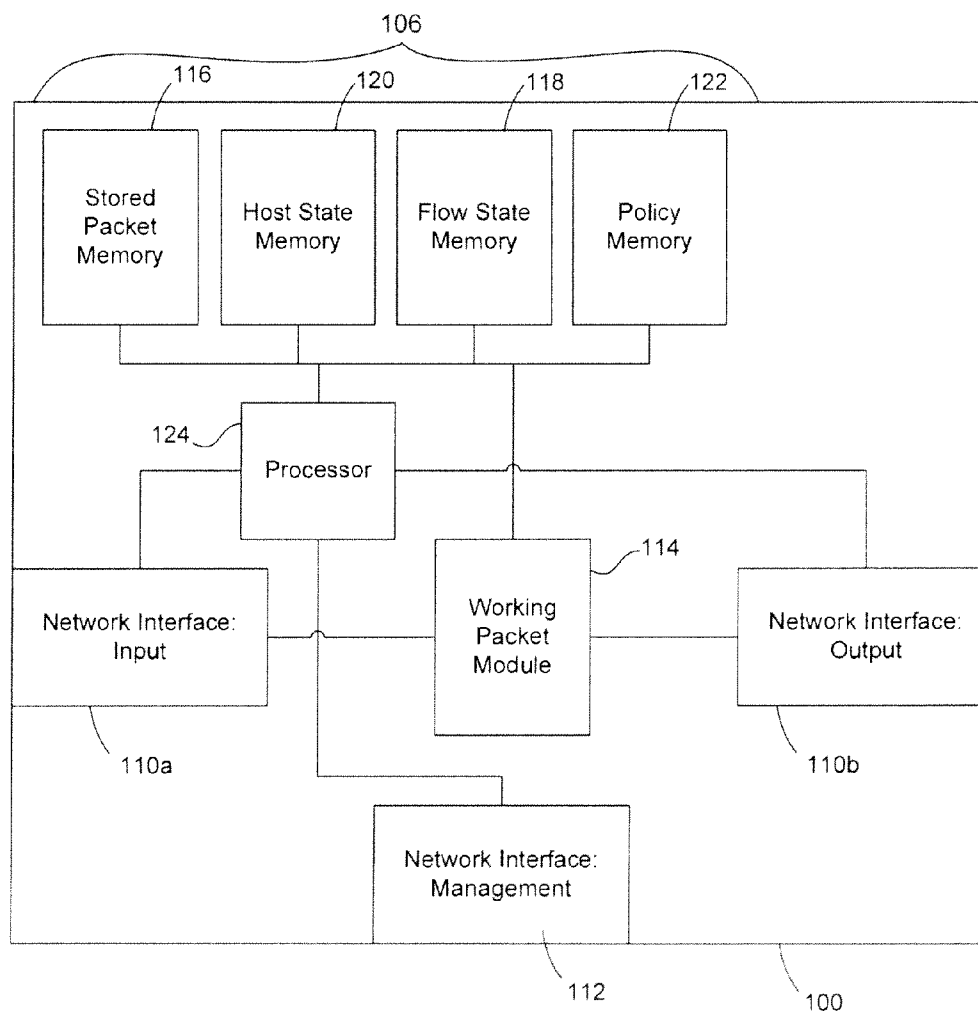 106
116
120
118
122
Stored
Packet
Memory
Host State
Memory
Flow State
Memory
Policy
Memory
124
Processor
114
Network Interface:
Input
Working
Packet
Module
Network Interface:
Output
110a
110b
Network Interface:
Management
112
100